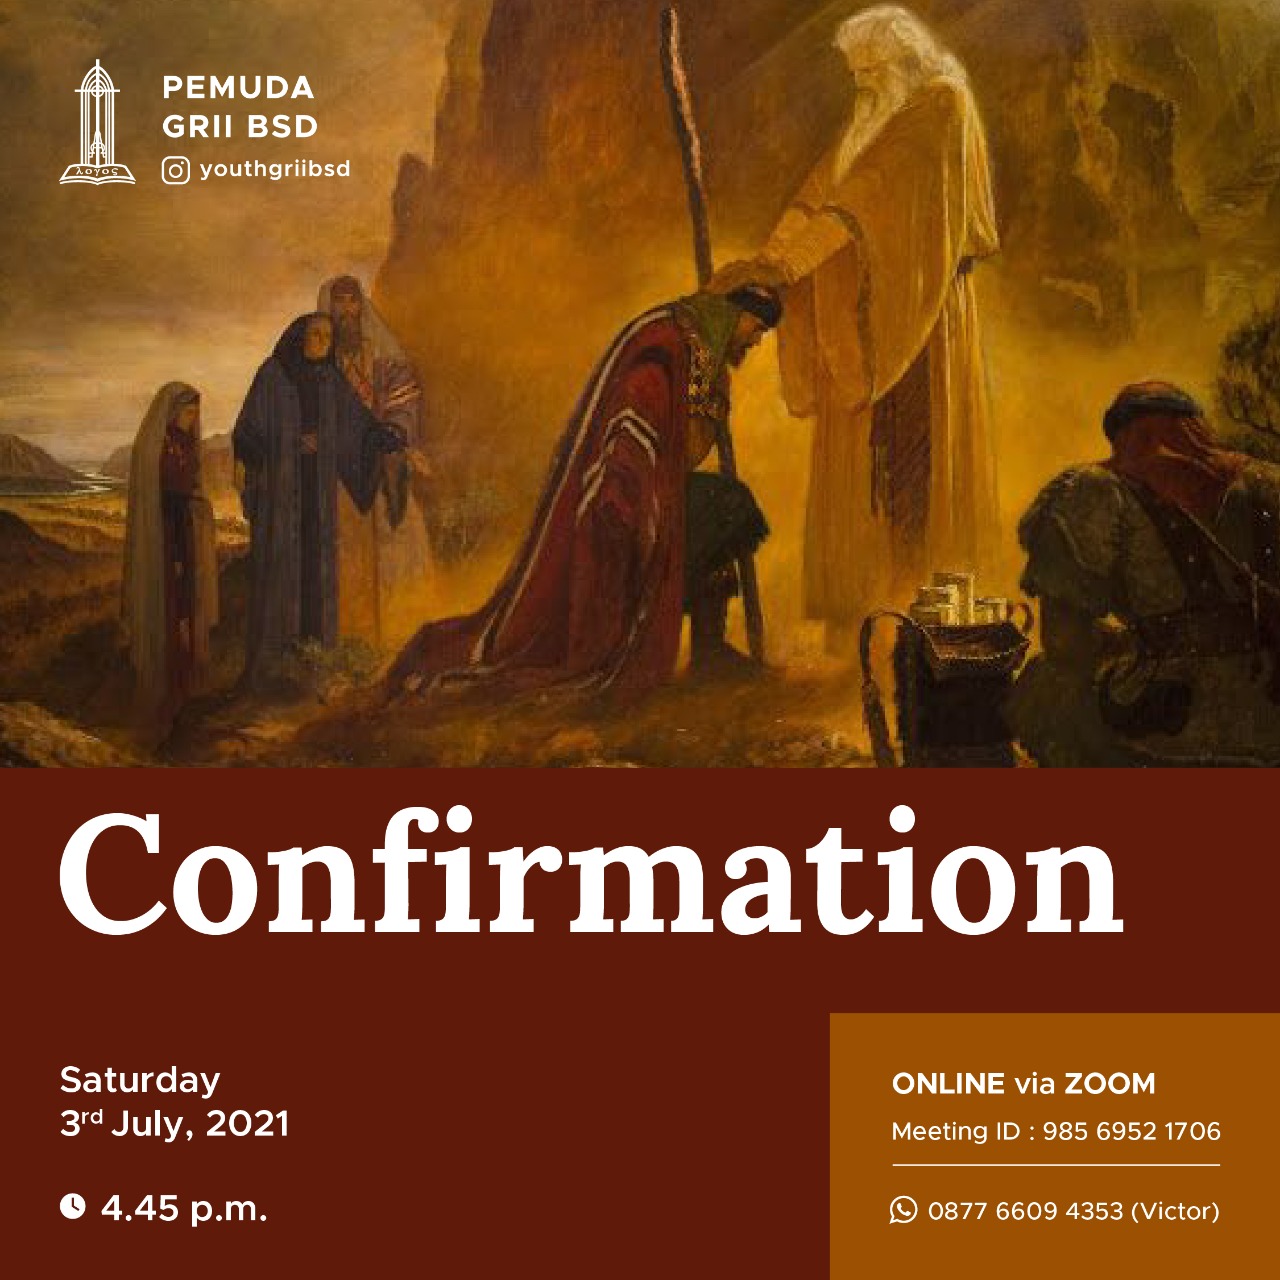 PEMUDA
GRII BSD
youthgriibsd
λογος
Confirmation
Saturday
3rd July, 2021
4.45 p.m.
ONLINE via ZOOM
Meeting ID : 985 6952 1706
0877 6609 4353 (Victor)